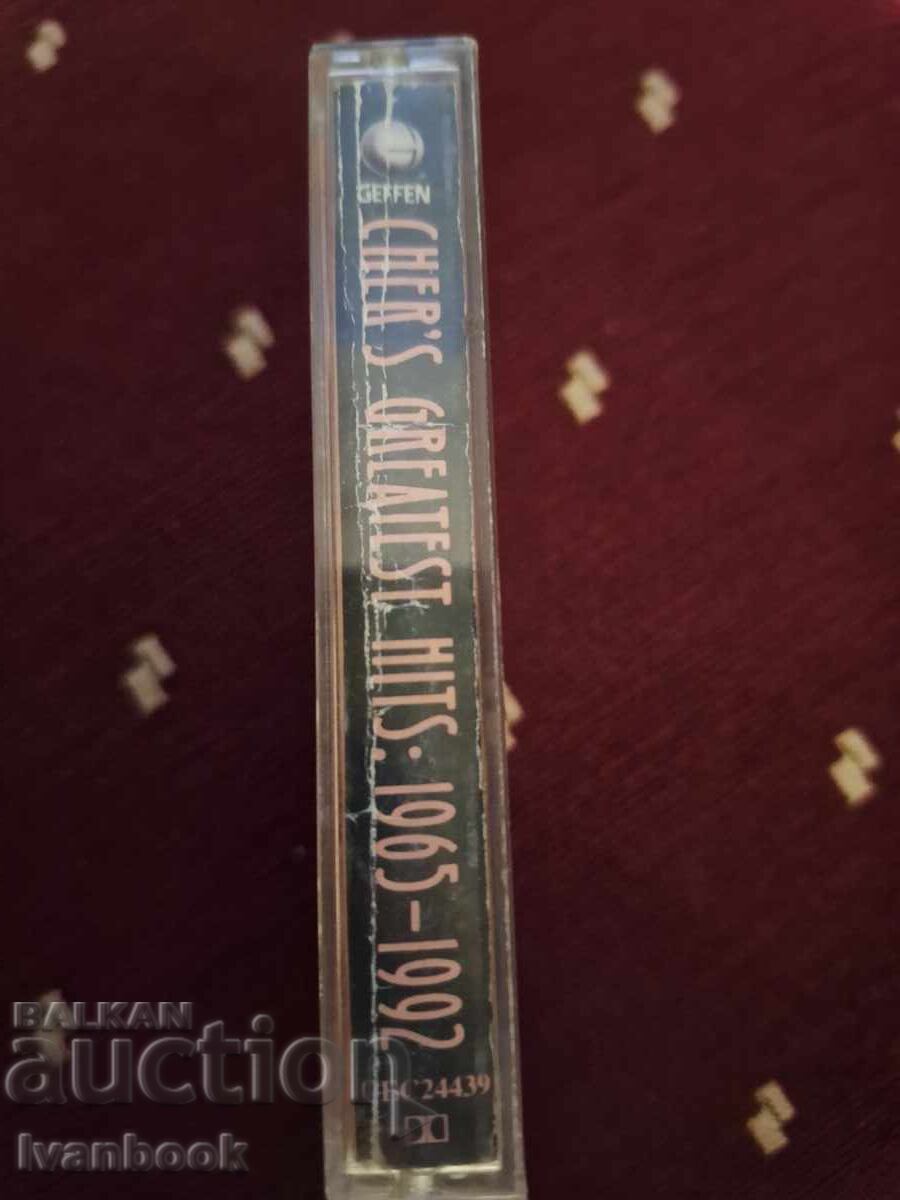 GEFFEN
CHER'S GREATEST HITS: 1965-1992
GEC24439
BALKAN
auction
Ivanbook